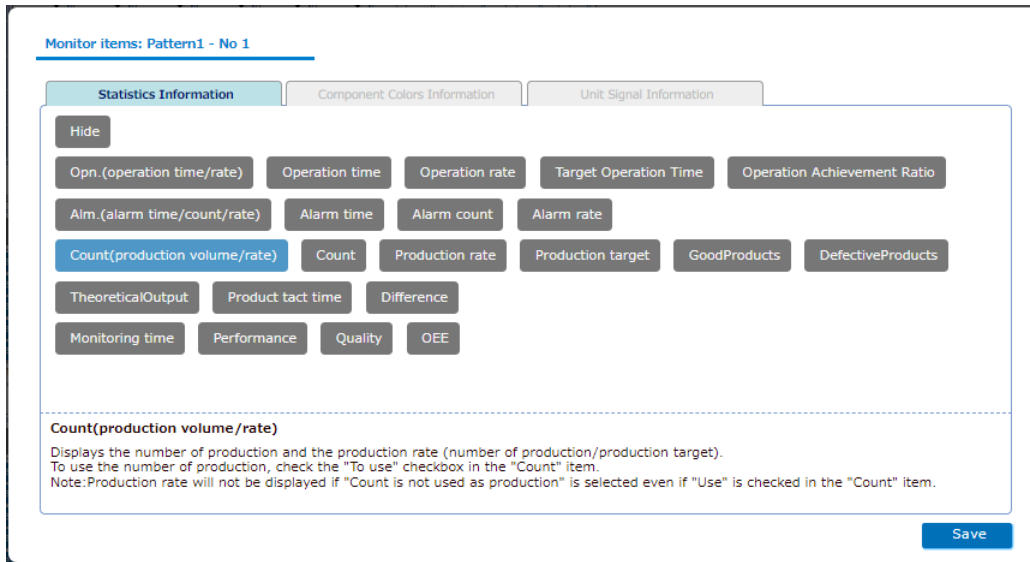 Monitor items: Pattern1 - No 1
Statistics Information Component Colors Information Unit Signal Information
Hide
Opn.(operation time/rate) Operation time Operation rate Target Operation Time Operation Achievement Ratio
Alm.(alarm time/count/rate) Alarm time Alarm count Alarm rate
Count(production volume/rate) Count Production rate Production target GoodProducts DefectiveProducts
TheoreticalOutput Product tact time Difference
Monitoring time Performance Quality OEE
Count(production volume/rate)
Displays the number of production and the production rate (number of production/production target).
To use the number of production, check the "To use" checkbox in the "Count" item.
Note:Production rate will not be displayed if "Count is not used as production" is selected even if "Use" is checked in the "Count" item.
Save